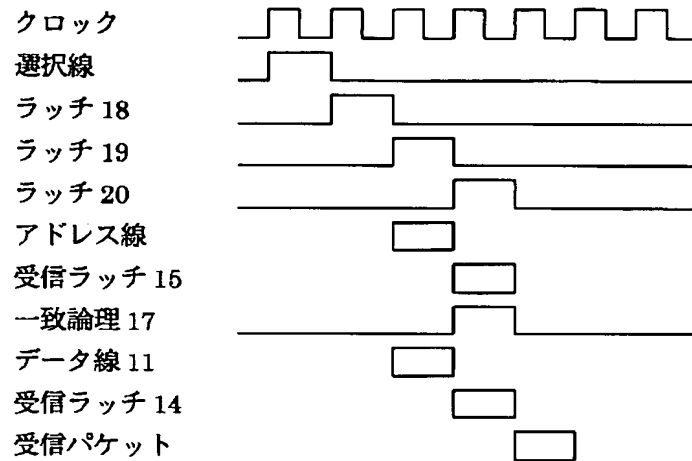 クロック
選択線
ラッチ 18
ラッチ 19
ラッチ 20
アドレス線
受信ラッチ 15
一致論理 17
データ線 11
受信ラッチ 14
受信パケット